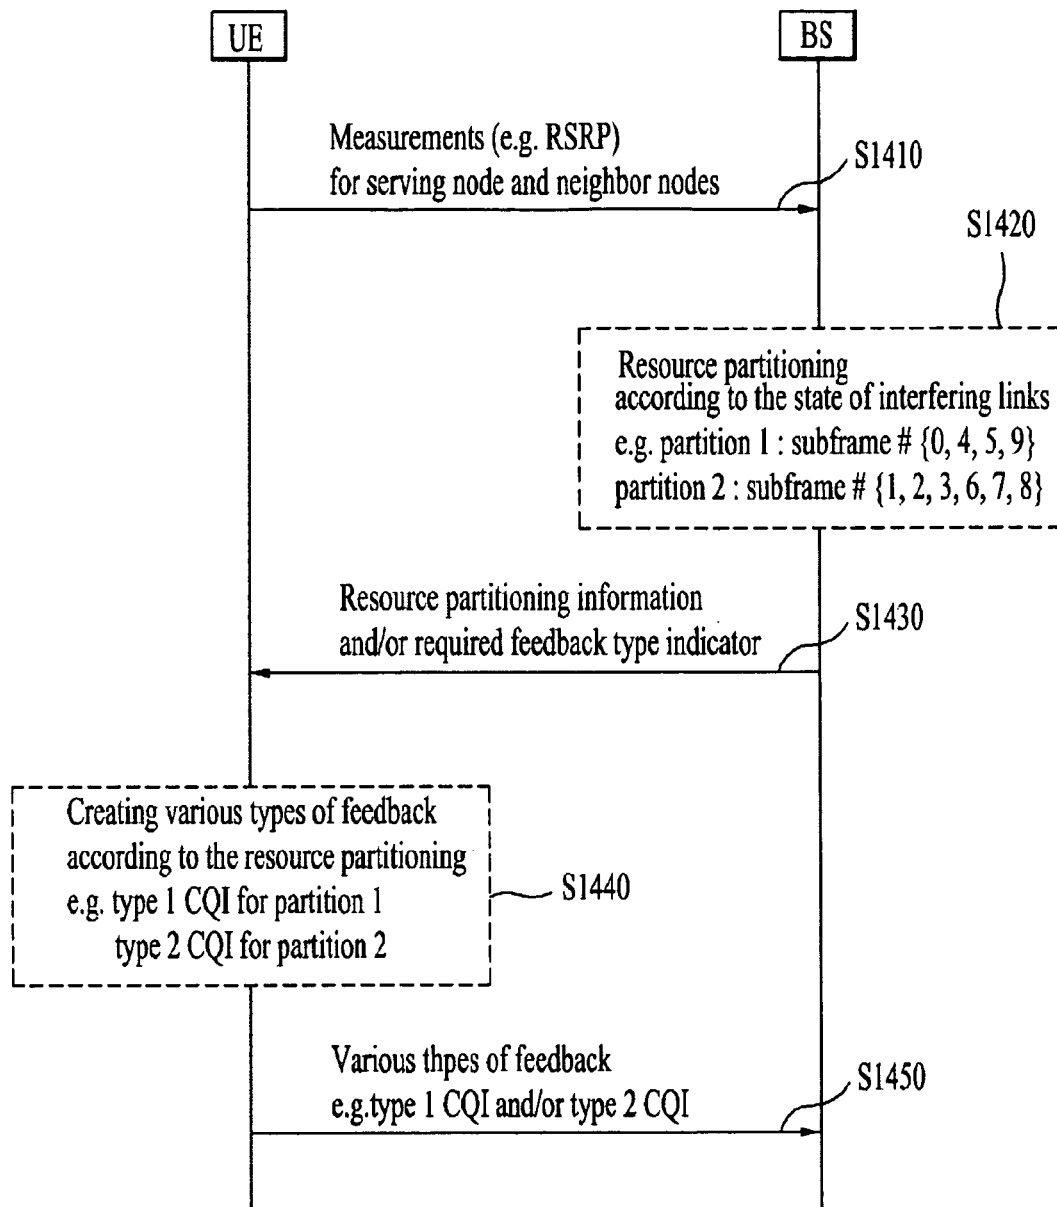 UE
BS
Measurements (e.g. RSRP)
for serving node and neighbor nodes
S1410
S1420
Resource partitioning
according to the state of interfering links
e.g. partition 1 : subframe # {0, 4, 5, 9}
partition 2 : subframe # {1, 2, 3, 6, 7, 8}
Resource partitioning information
and/or required feedback type indicator
S1430
Creating various types of feedback
according to the resource partitioning
e.g. type 1 CQI for partition 1
type 2 CQI for partition 2
S1440
Various thpes of feedback
e.g.type 1 CQI and/or type 2 CQI
S1450